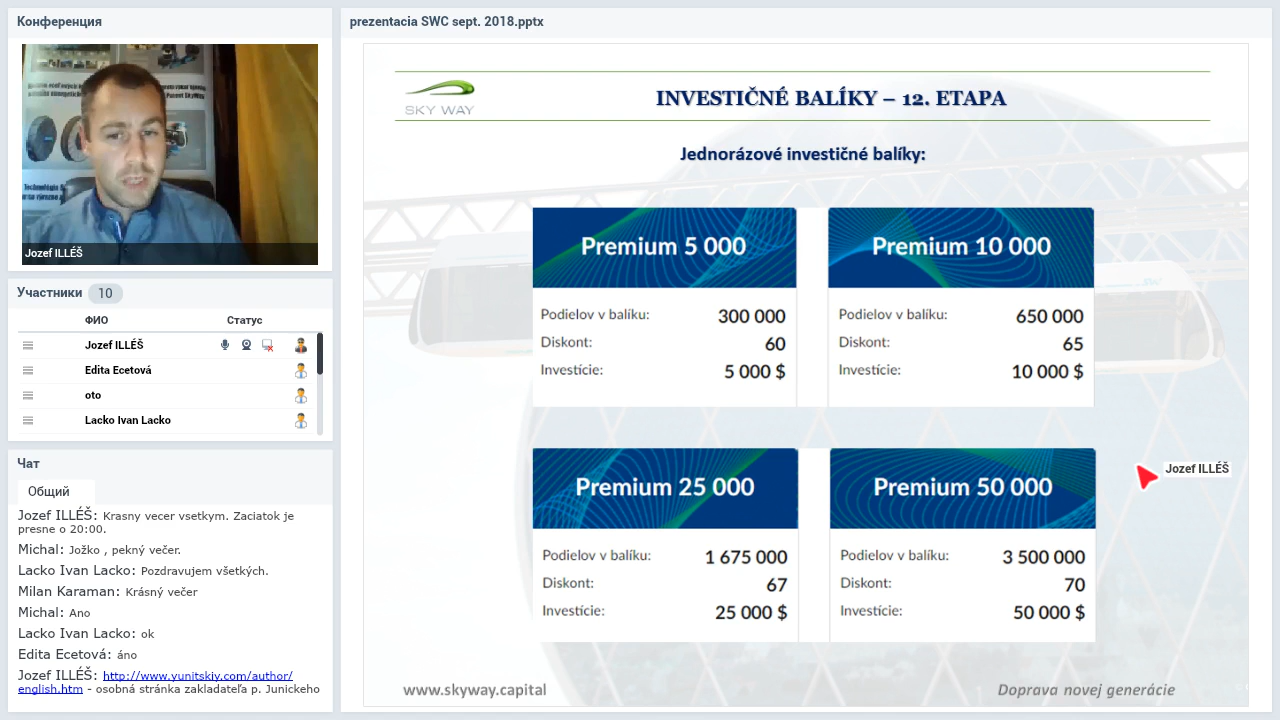 Конференция
Jozef ILLÉŠ
Участники 10
ФИО Статус
Jozef ILLÉŠ
Edita Ecetová
oto
Lacko Ivan Lacko
Чат
Общий
Jozef ILLÉŠ: Krasny vecer vsetkym. Zaciatok je
presne o 20:00.
Michal: Jožko , pekný večer.
Lacko Ivan Lacko: Pozdravujem všetkých.
Milan Karaman: Krásný večer
Michal: Ano
Lacko Ivan Lacko: ok
Edita Ecetová: áno
Jozef ILLÉŠ: http://www.yunitskiy.com/author/
english.htm - osobná stránka zakladateľa p. Junickeho
prezentacia SWC sept. 2018.pptx
SKY WAY
INVESTIČNÉ BALÍKY – 12. ETAPA
Jednorázové investičné balíky:
Premium 5 000
Podielov v balíku: 300 000
Diskont: 60
Investície: 5 000 $
Premium 10 000
Podielov v balíku: 650 000
Diskont: 65
Investície: 10 000 $
Premium 25 000
Podielov v balíku: 1 675 000
Diskont: 67
Investície: 25 000 $
Premium 50 000
Podielov v balíku: 3 500 000
Diskont: 70
Investície: 50 000 $
Jozef ILLÉŠ
www.skyway.capital
Doprava novej generácie